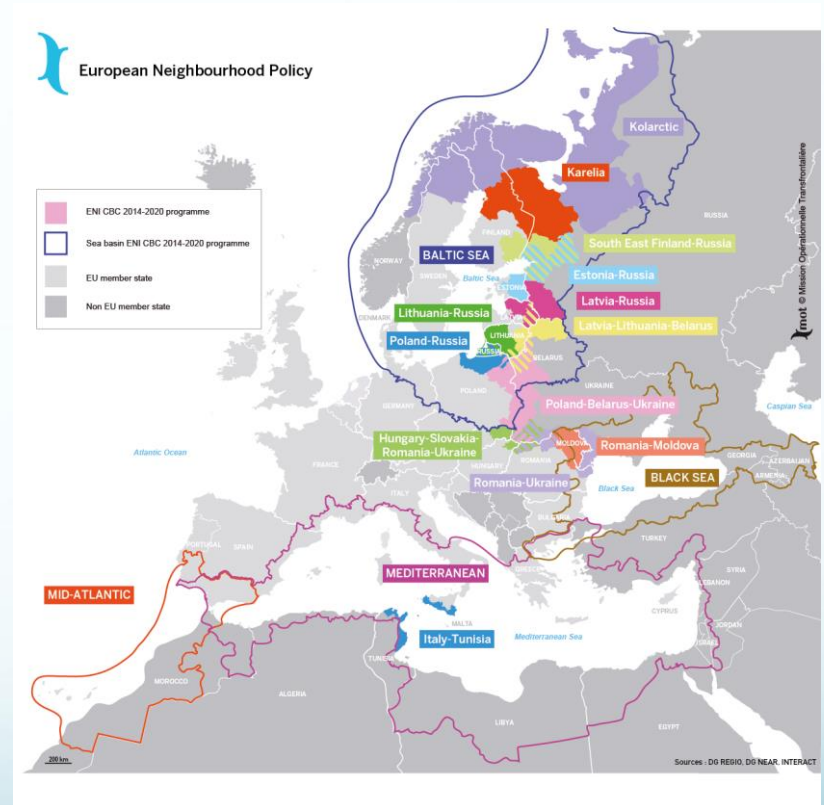 European Neighbourhood Policy
ENI CBC 2014-2020 programme
Sea basin ENI CBC 2014-2020 programme
EU member state
Non EU member state
Kolarctic
Karelia
RUSSIA
FINLAND
South East Finland-Russia
BALTIC SEA
NORWAY
SWEDEN
Baltic Sea
ESTONIA
Estonia-Russia
Latvia-Russia
Lithuania-Russia
DENMARK
LITHUANIA
Latvia-Lithuania-Belarus
Poland-Russia
RUSSIA
BELARUS
POLAND
UKRAINE
GERMANY
Poland-Belarus-Ukraine
Caspian Sea
Hungary-Slovakia-
Romania-Ukraine
MOLDOVA
Romania-Moldova
Atlantic Ocean
FRANCE
HUNGARY
ROMANIA
GEORGIA
AZERBAIJAN
ARMENIA
Romania-Ukraine
Black Sea
BLACK SEA
ITALY
BULGARIA
PORTUGAL
SPAIN
TURKEY
GREECE
MEDITERRANEAN
SYRIA
LEBANON
MID-ATLANTIC
CYPRUS
MALTA
Italy-Tunisia
Mediterranean Sea
JORDAN
ISRAEL
TUNISIA
MOROCCO
ALGERIA
LIBYA
EGYPT
200 km
Sources : DG REGIO, DG NEAR, INTERACT
mot © Mission Opérationnelle Transfrontalière